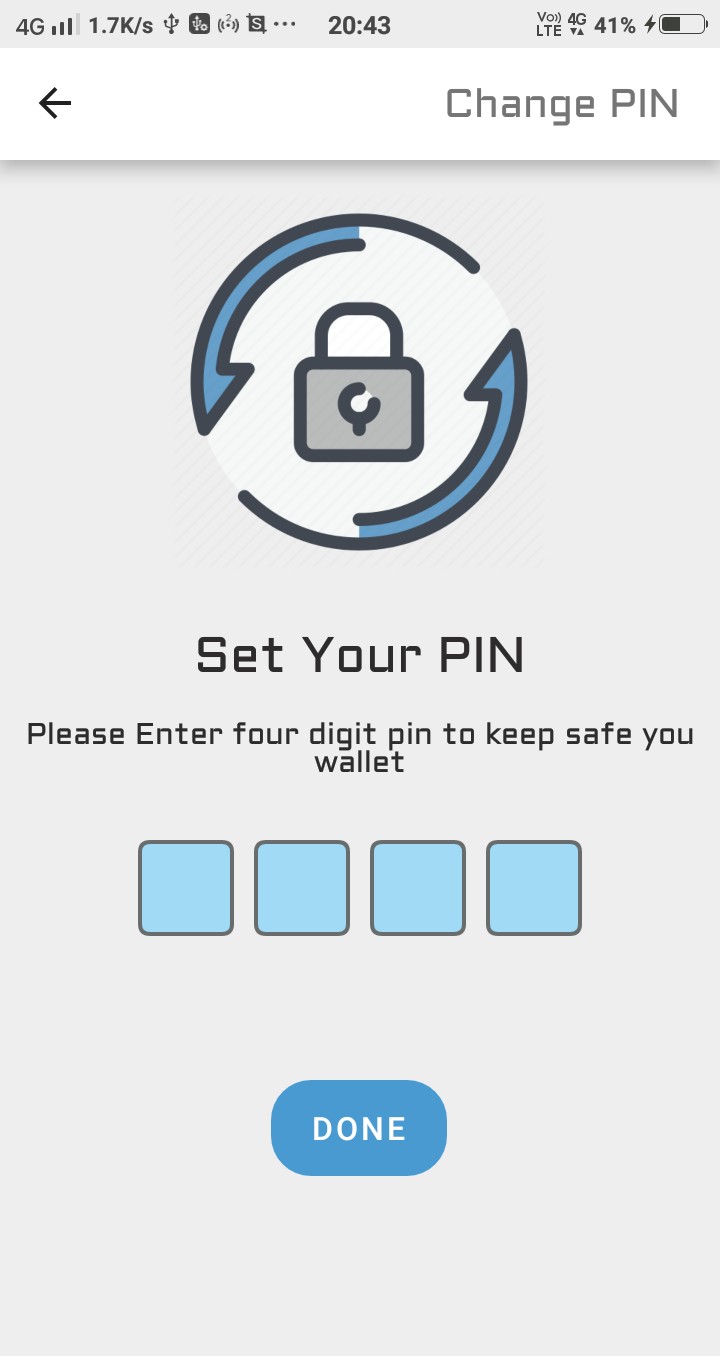 4G 1.7K/s 2 S ... 20:43 Vo)) LTE 4G 41%
Change PIN
Set Your PIN
Please Enter four digit pin to keep safe you
wallet
DONE